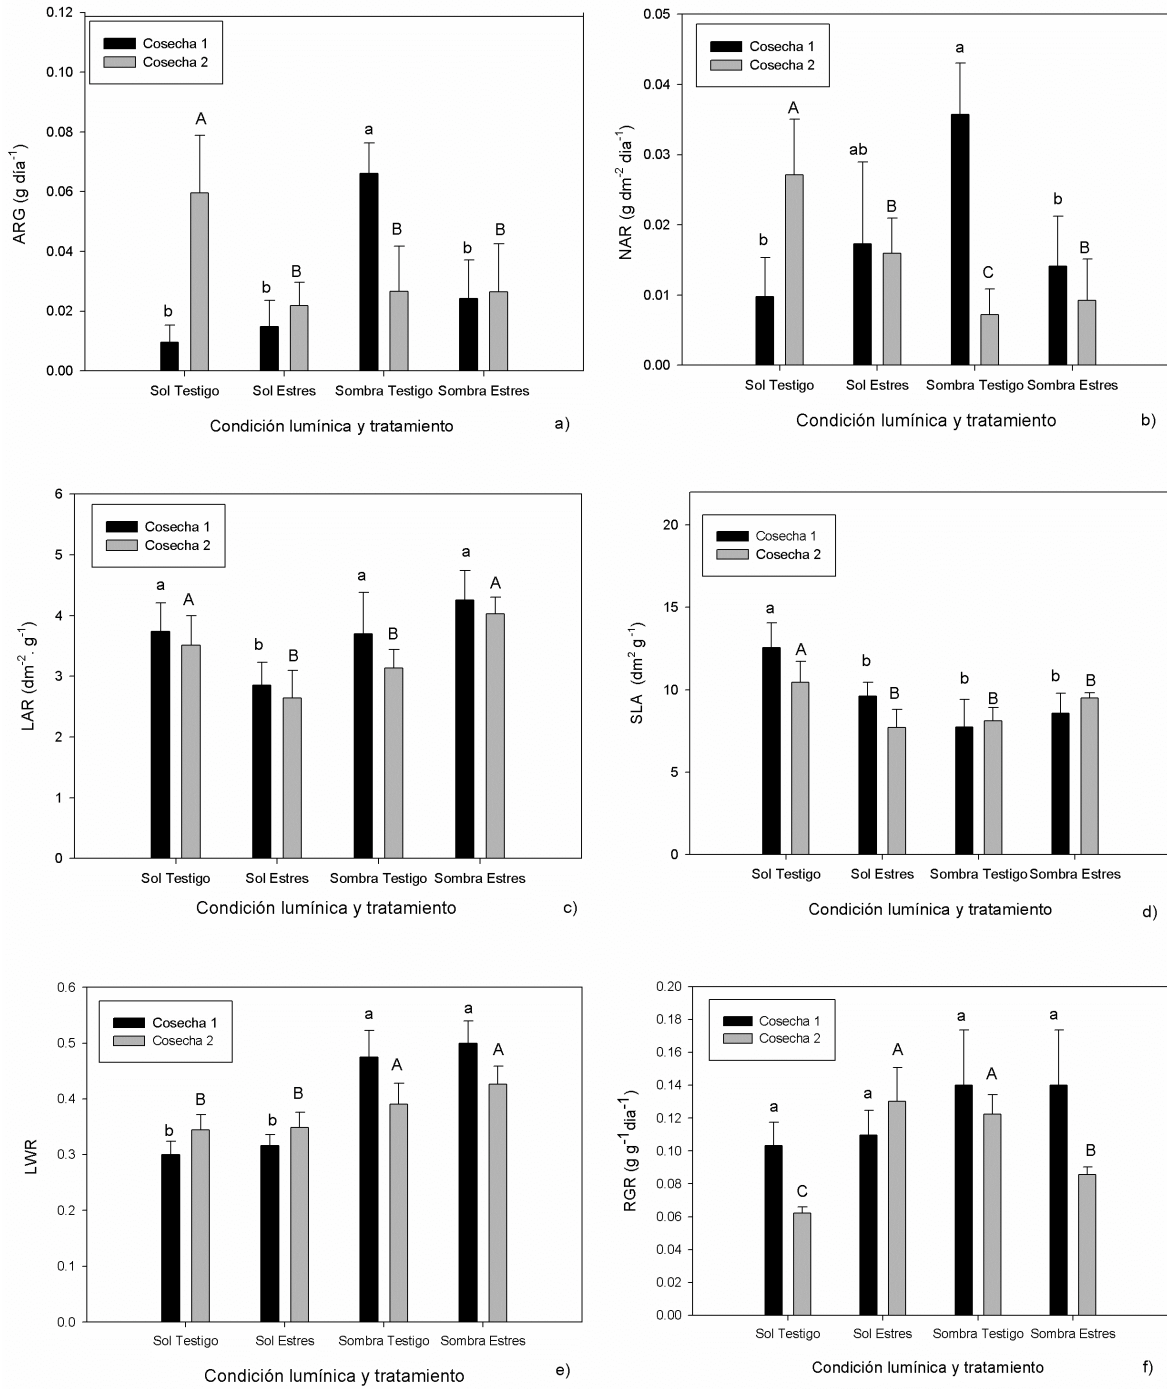 0.12
0.10
0.08
0.06
0.04
0.02
0.00
ARG (g día⁻¹)
Cosecha 1
Cosecha 2
b
A
b
B
a
B
b
B
Sol Testigo
Sol Estres
Sombra Testigo
Sombra Estres
Condición lumínica y tratamiento
a)
0.05
0.04
0.03
0.02
0.01
0.00
NAR (g dm⁻² dia⁻¹)
Cosecha 1
Cosecha 2
b
A
ab
B
a
C
b
B
Sol Testigo
Sol Estres
Sombra Testigo
Sombra Estres
Condición lumínica y tratamiento
b)
6
5
4
3
2
1
0
LAR (dm⁻². g⁻¹)
Cosecha 1
Cosecha 2
a
A
b
B
a
B
a
A
Sol Testigo
Sol Estres
Sombra Testigo
Sombra Estres
Condición lumínica y tratamiento
c)
20
15
10
5
0
SLA (dm² g⁻¹)
Cosecha 1
Cosecha 2
a
A
b
B
b
B
b
B
Sol Testigo
Sol Estres
Sombra Testigo
Sombra Estres
Condición lumínica y tratamiento
d)
0.6
0.5
0.4
0.3
0.2
0.1
0.0
LWR
Cosecha 1
Cosecha 2
b
B
b
B
a
A
a
A
Sol Testigo
Sol Estres
Sombra Testigo
Sombra Estres
Condición lumínica y tratamiento
e)
0.20
0.18
0.16
0.14
0.12
0.10
0.08
0.06
0.04
0.02
0.00
RGR (g g⁻¹dia⁻¹)
Cosecha 1
Cosecha 2
a
C
a
A
a
A
a
B
Sol Testigo
Sol Estres
Sombra Testigo
Sombra Estres
Condición lumínica y tratamiento
f)